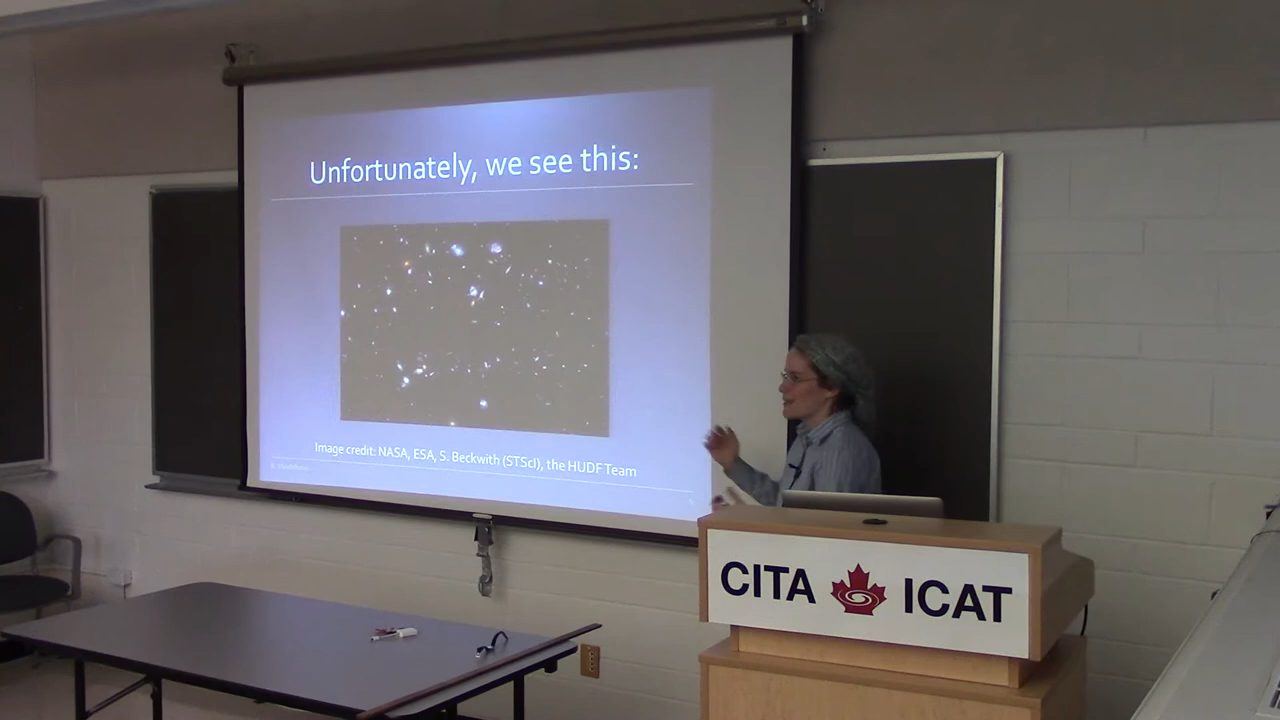 Unfortunately, we see this:
Image credit: NASA, ESA, S. Beckwith (STScI), the HUDF Team
CITA ICAT